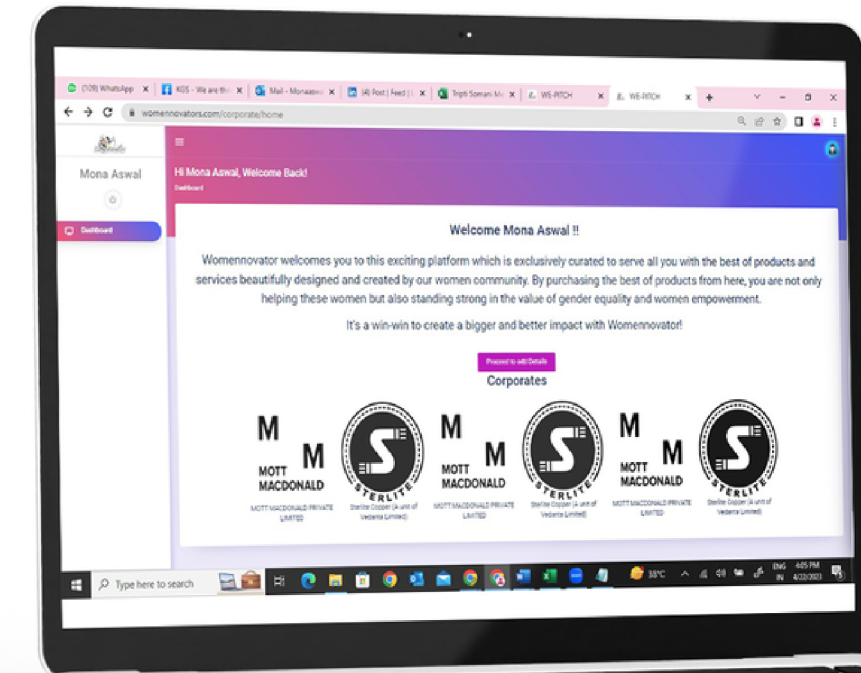 (109) WhatsApp
KGS - We are the
Mail - Monaaswal
(4) Post | Feed | L
Tripti Somani
WE-PITCH
WE-PITCH
womennovators.com/corporate/home
Mona Aswal
Dashboard
Hi Mona Aswal, Welcome Back!
Dashboard
Welcome Mona Aswal !!
Womennovator welcomes you to this exciting platform which is exclusively curated to serve all you with the best of products and
services beautifully designed and created by our women community. By purchasing the best of products from here, you are not only
helping these women but also standing strong in the value of gender equality and women empowerment.
It's a win-win to create a bigger and better impact with Womennovator!
Proceed to add Details
Corporates
M M
MOTT
MACDONALD
MOTT MACDONALD PRIVATE
LIMITED
S
STERLITE
Sterlite Copper (A unit of
Vedanta Limited)
M M
MOTT
MACDONALD
MOTT MACDONALD PRIVATE
LIMITED
S
STERLITE
Sterlite Copper (A unit of
Vedanta Limited)
M M
MOTT
MACDONALD
MOTT MACDONALD PRIVATE
LIMITED
S
STERLITE
Sterlite Copper (A unit of
Vedanta Limited)
Type here to search
38°C
ENG
IN
4:05 PM
4/22/2023